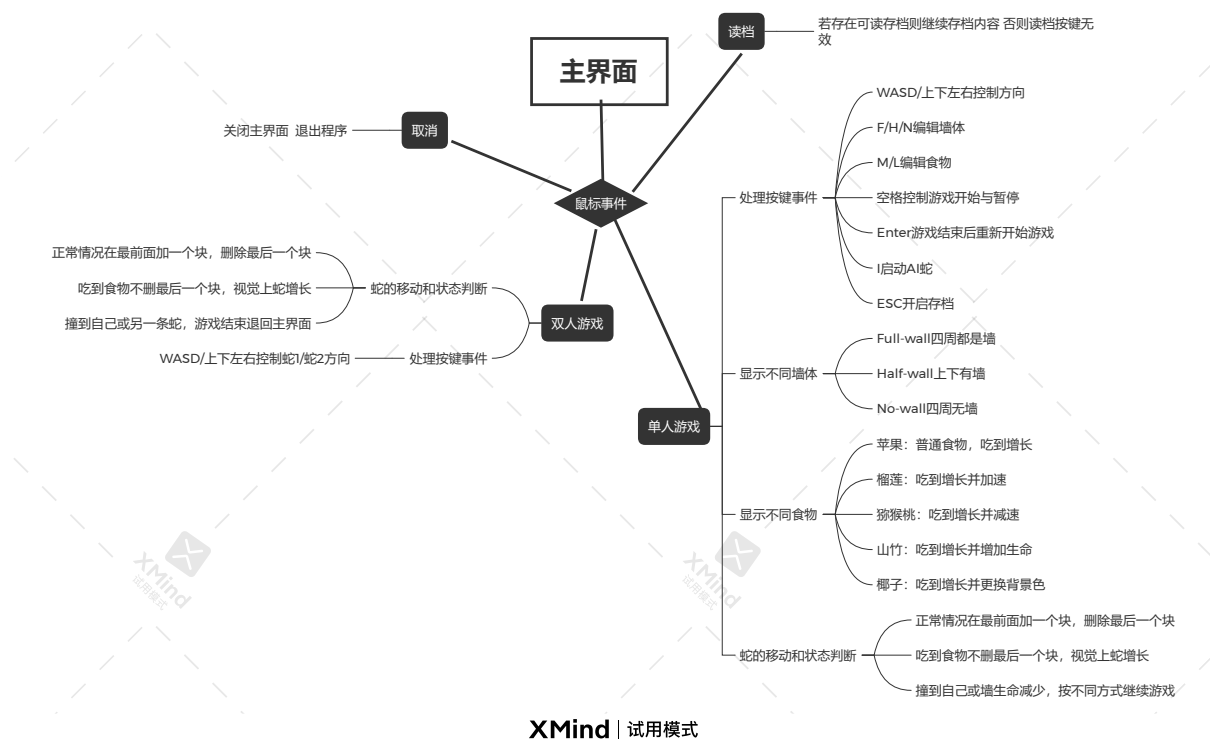 主界面
鼠标事件
读档
若存在可读存档则继续存档内容 否则读档按键无
效
取消
关闭主界面 退出程序
双人游戏
蛇的移动和状态判断
正常情况在最前面加一个块，删除最后一个块
吃到食物不删最后一个块，视觉上蛇增长
撞到自己或另一条蛇，游戏结束退回主界面
处理按键事件
WASD/上下左右控制蛇1/蛇2方向
单人游戏
处理按键事件
WASD/上下左右控制方向
F/H/N编辑墙体
M/L编辑食物
空格控制游戏开始与暂停
Enter游戏结束后重新开始游戏
I启动AI蛇
ESC开启存档
显示不同墙体
Full-wall四周都是墙
Half-wall上下有墙
No-wall四周无墙
显示不同食物
苹果：普通食物，吃到增长
榴莲：吃到增长并加速
猕猴桃：吃到增长并减速
山竹：吃到增长并增加生命
椰子：吃到增长并更换背景色
蛇的移动和状态判断
正常情况在最前面加一个块，删除最后一个块
吃到食物不删最后一个块，视觉上蛇增长
撞到自己或墙生命减少，按不同方式继续游戏
XMind
试用模式
XMind
试用模式
XMind | 试用模式